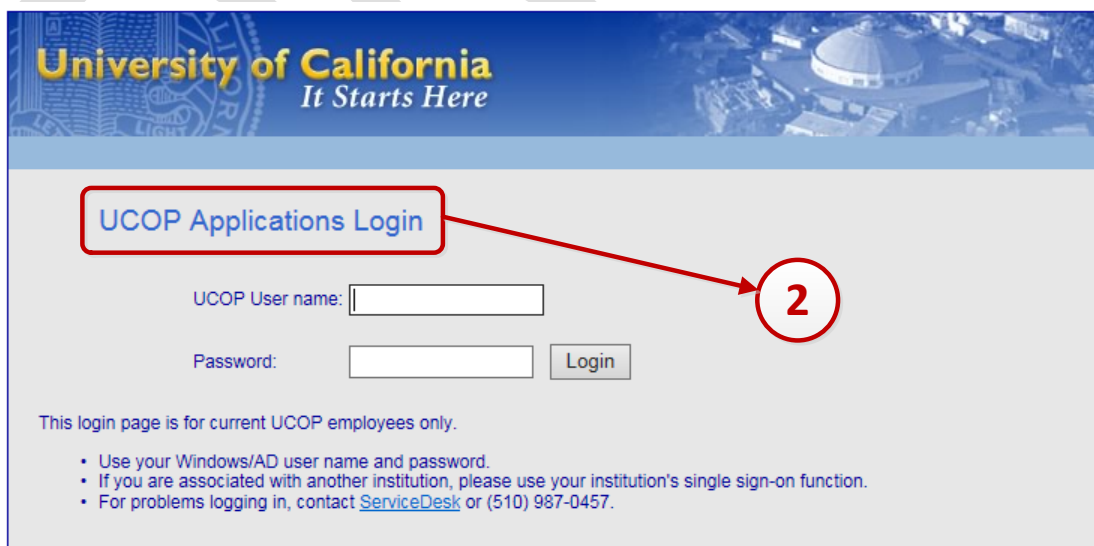 University of California
It Starts Here
UCOP Applications Login
UCOP User name:
2
Password:
Login
This login page is for current UCOP employees only.
• Use your Windows/AD user name and password.
• If you are associated with another institution, please use your institution's single sign-on function.
• For problems logging in, contact ServiceDesk or (510) 987-0457.